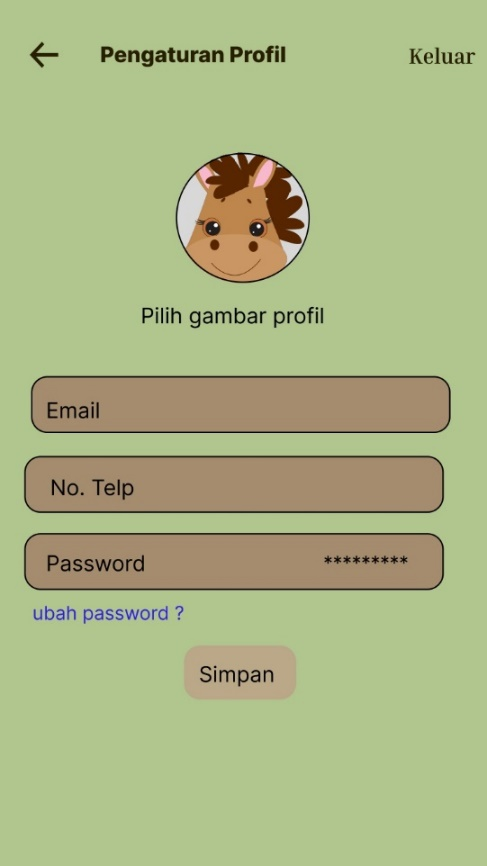 Pengaturan Profil
Keluar
Pilih gambar profil
Email
No. Telp
Password *********
ubah password ?
Simpan